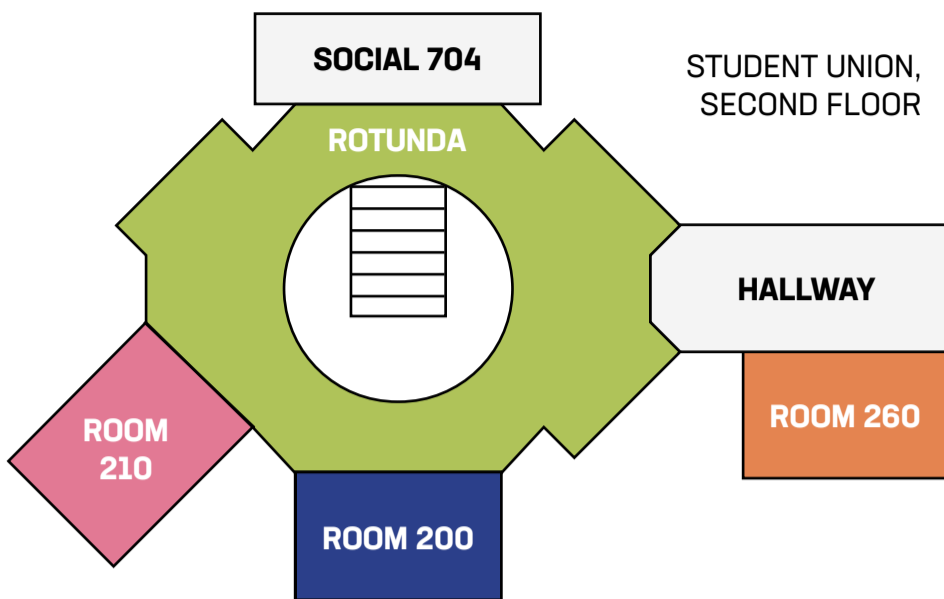 SOCIAL 704
STUDENT UNION,
SECOND FLOOR
ROTUNDA
HALLWAY
ROOM
210
ROOM 260
ROOM 200